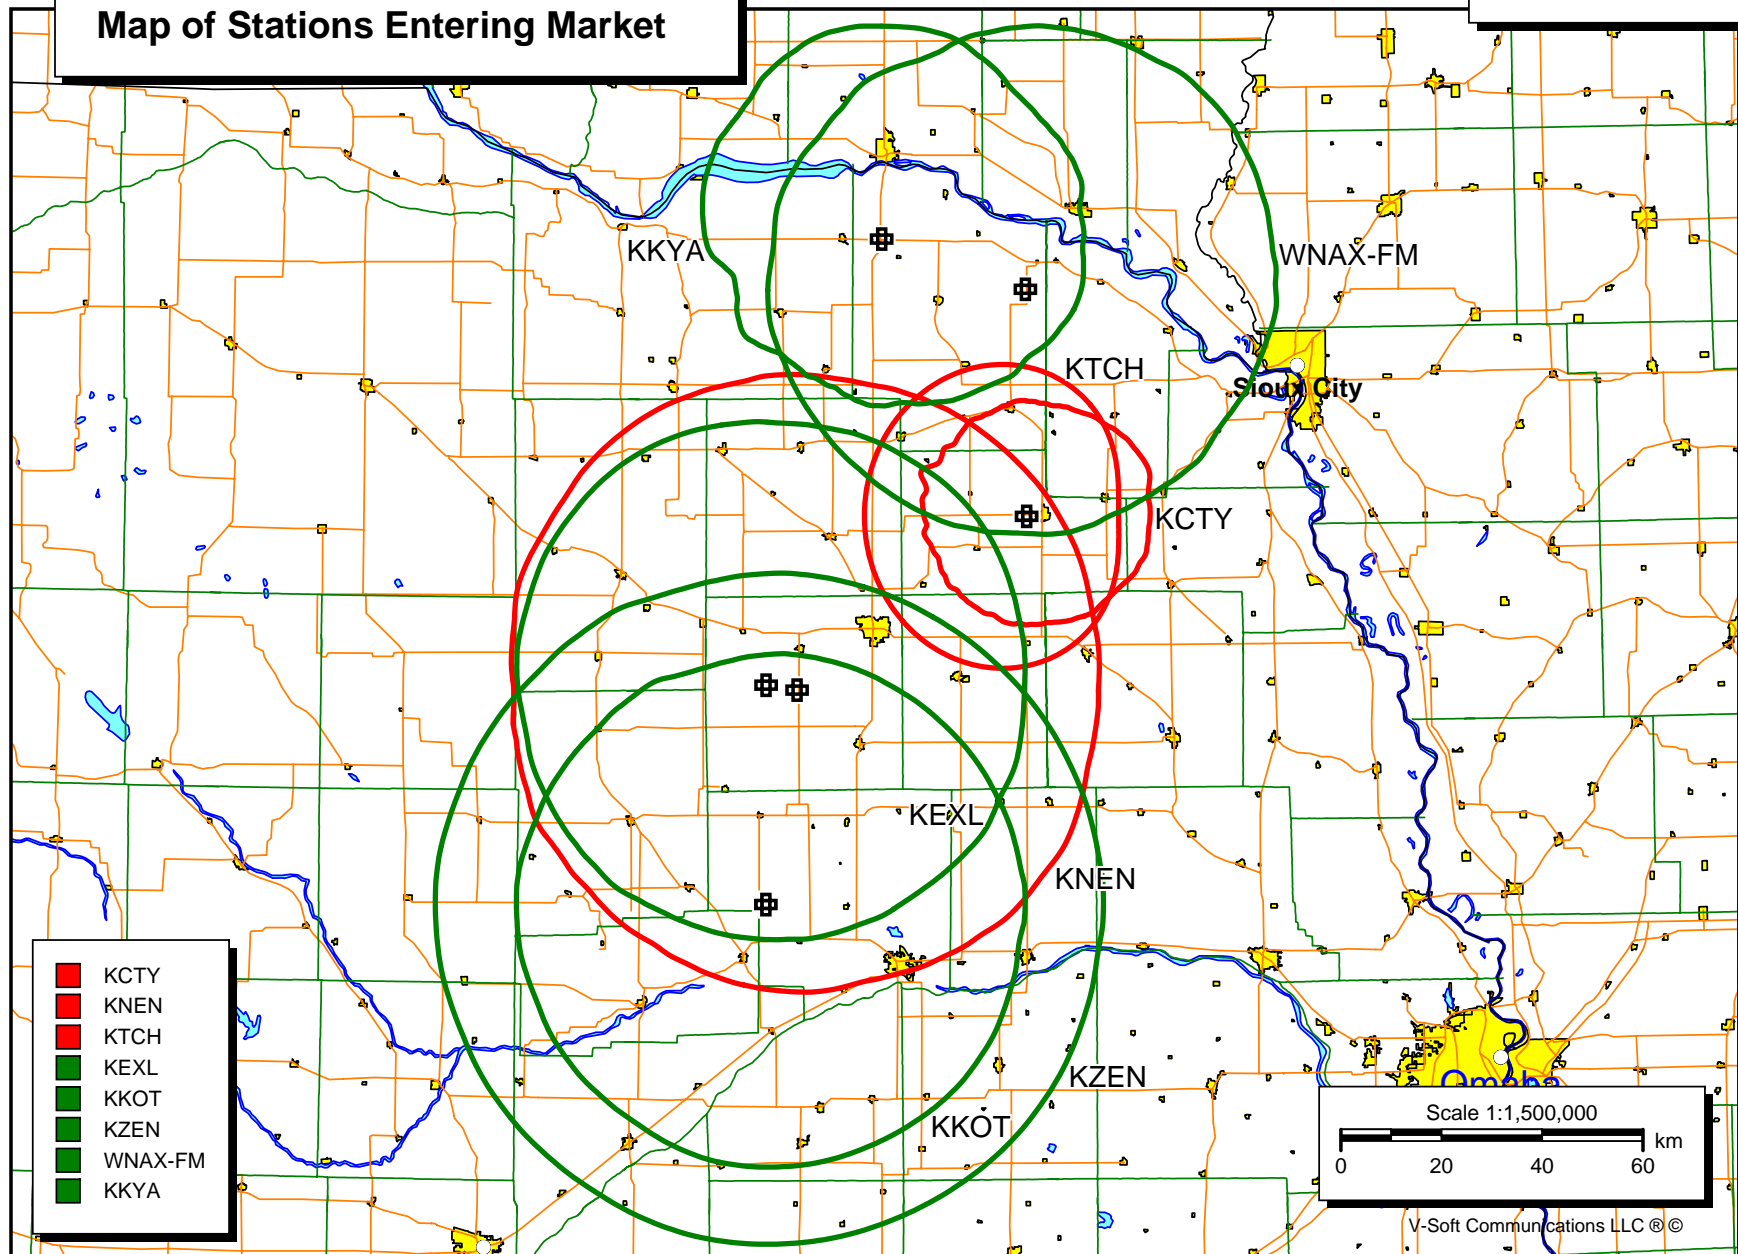 Map of Stations Entering Market
KKYA
WNAX-FM
KTCH
Sioux City
KCTY
KEXL
KNEN
KCTY
KNEN
KTCH
KEXL
KKOT
KZEN
WNAX-FM
KKYA
KZEN
KKOT
Omaha
Scale 1:1,500,000
km
0 20 40 60
V-Soft Communications LLC ® ©